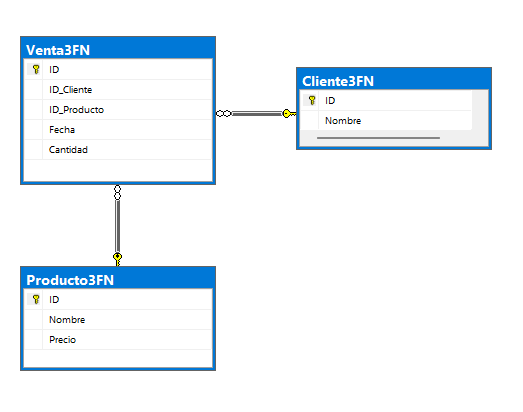 Venta3FN
ID
ID_Cliente
ID_Producto
Fecha
Cantidad
Cliente3FN
ID
Nombre
Producto3FN
ID
Nombre
Precio